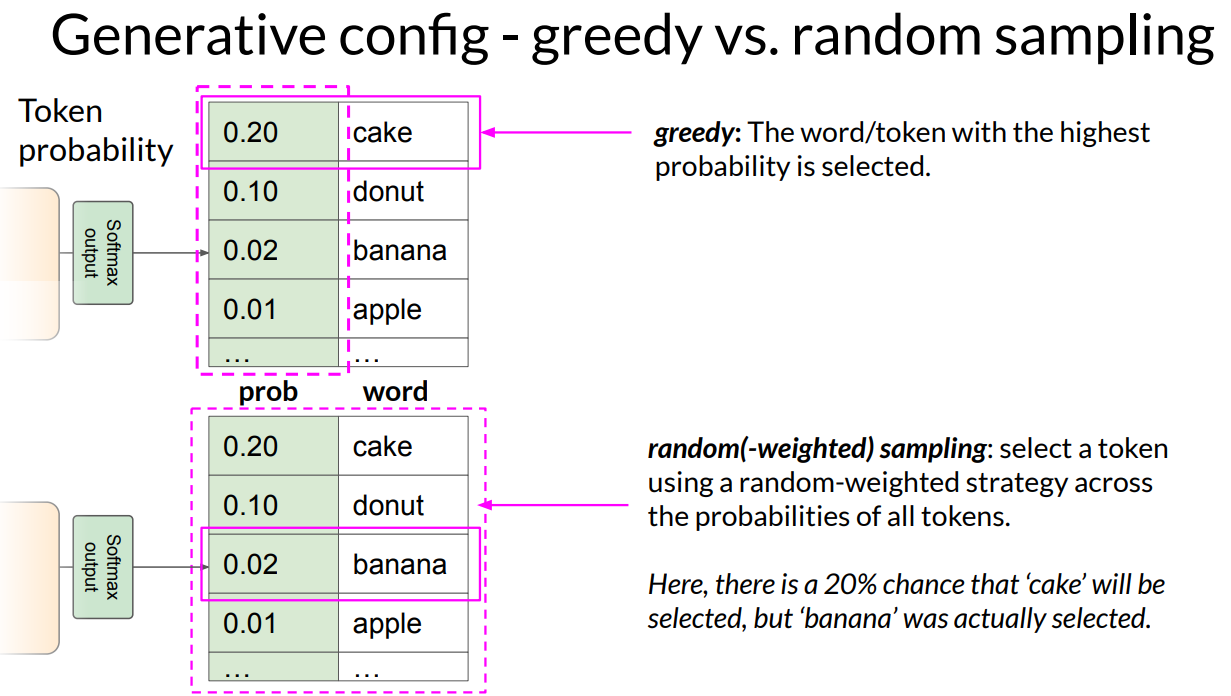 Generative config - greedy vs. random sampling
Token
probability
Softmax
output
0.20 cake
0.10 donut
0.02 banana
0.01 apple
... ...
prob word
greedy: The word/token with the highest
probability is selected.
Softmax
output
0.20 cake
0.10 donut
0.02 banana
0.01 apple
... ...
random(-weighted) sampling: select a token
using a random-weighted strategy across
the probabilities of all tokens.
Here, there is a 20% chance that ‘cake’ will be
selected, but ‘banana’ was actually selected.